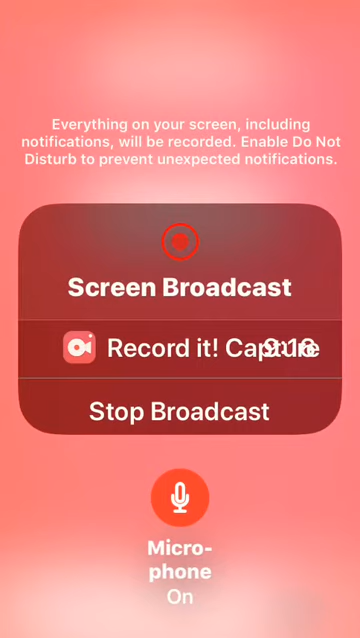 Everything on your screen, including
notifications, will be recorded. Enable Do Not
Disturb to prevent unexpected notifications.
Screen Broadcast
Record it! Capture
Stop Broadcast
Micro-
phone
On